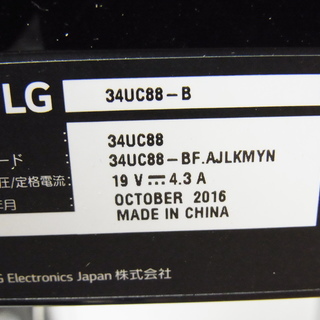 LG 34UC88-B
34UC88
ード 34UC88-BF.AJLKMYN
圧/定格電流: 19 V ⎓ 4.3 A
年月 OCTOBER 2016
MADE IN CHINA
G Electronics Japan 株式会社